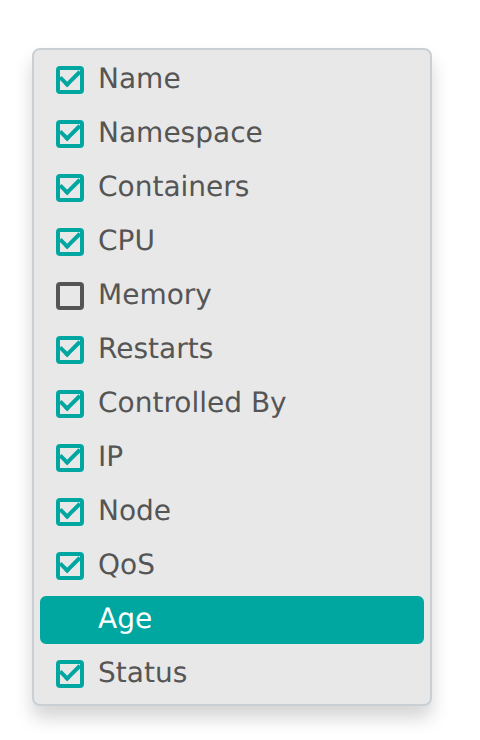 Name
Namespace
Containers
CPU
Memory
Restarts
Controlled By
IP
Node
QoS
Age
Status